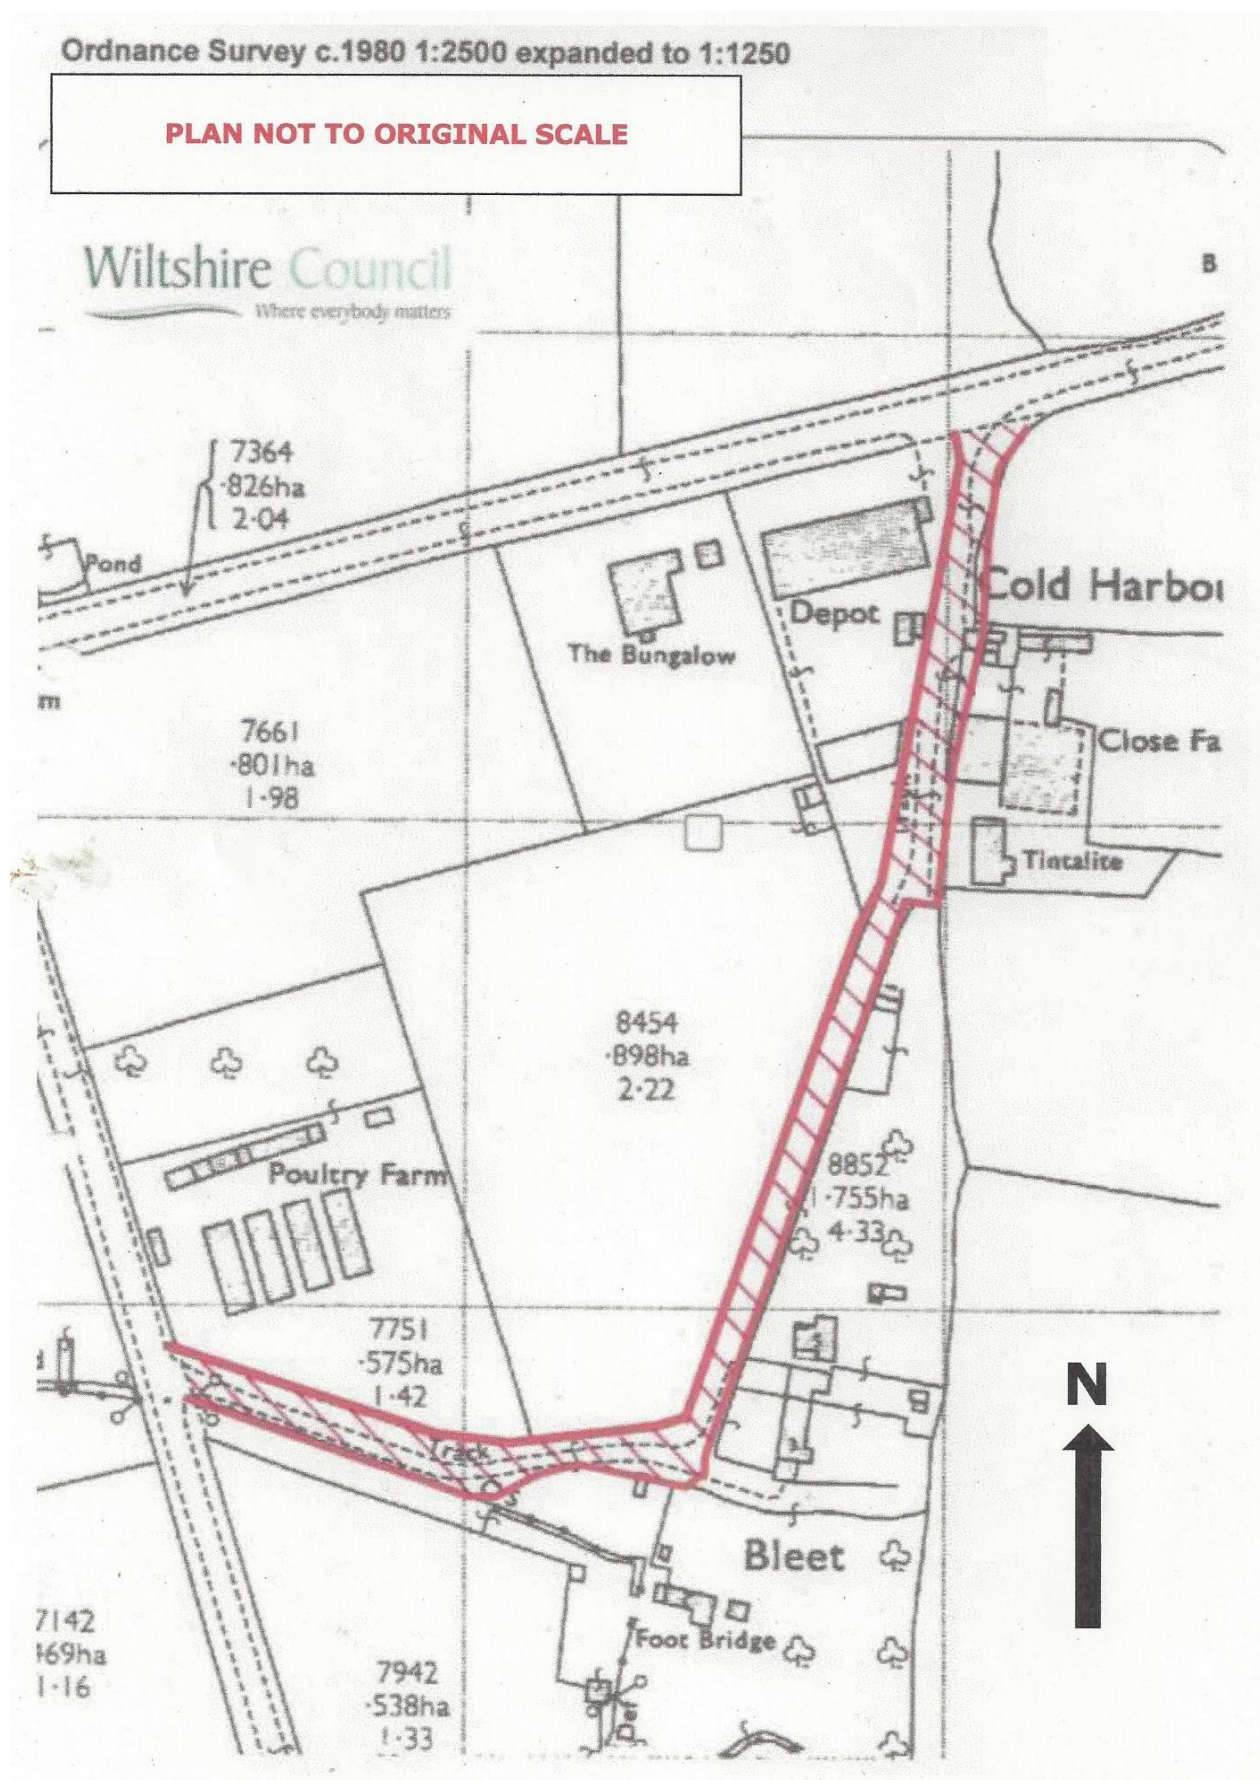 Ordnance Survey c.1980 1:2500 expanded to 1:1250
PLAN NOT TO ORIGINAL SCALE
Wiltshire Council
Where everybody matters
B
7364
·826ha
2·04
Pond
Cold Harbou
Depot
The Bungalow
m
7661
·801ha
1·98
Close Fa
Tintalite
8454
·898ha
2·22
Poultry Farm
8852
1·755ha
4·33
7751
·575ha
1·42
N
Track
Bleet
7142
469ha
1·16
Foot Bridge
7942
·538ha
1·33
Def